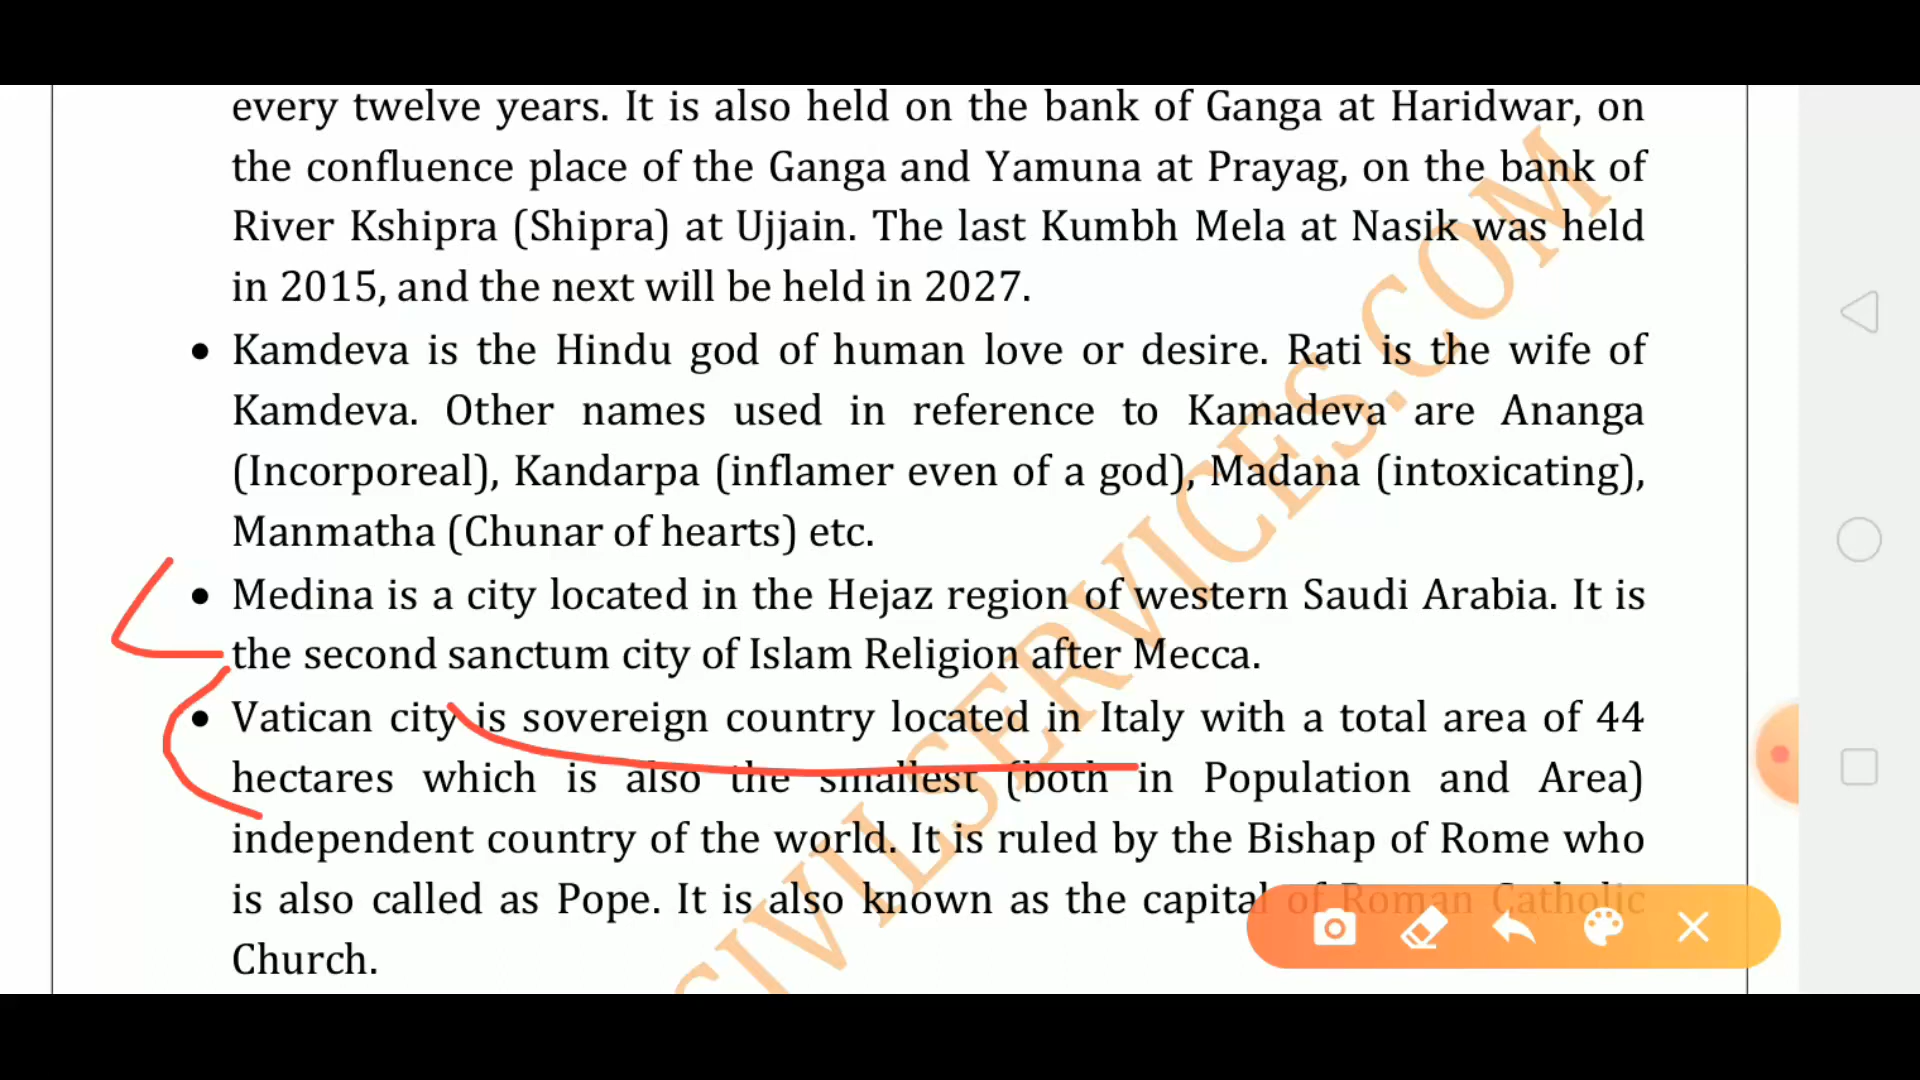 every twelve years. It is also held on the bank of Ganga at Haridwar, on
the confluence place of the Ganga and Yamuna at Prayag, on the bank of
River Kshipra (Shipra) at Ujjain. The last Kumbh Mela at Nasik was held
in 2015, and the next will be held in 2027.
• Kamdeva is the Hindu god of human love or desire. Rati is the wife of
Kamdeva. Other names used in reference to Kamadeva are Ananga
(Incorporeal), Kandarpa (inflamer even of a god), Madana (intoxicating),
Manmatha (Chunar of hearts) etc.
• Medina is a city located in the Hejaz region of western Saudi Arabia. It is
the second sanctum city of Islam Religion after Mecca.
• Vatican city is sovereign country located in Italy with a total area of 44
hectares which is also the smallest (both in Population and Area)
independent country of the world. It is ruled by the Bishap of Rome who
is also called as Pope. It is also known as the capital of Roman Catholic
Church.
CIVILSERVICES.COM